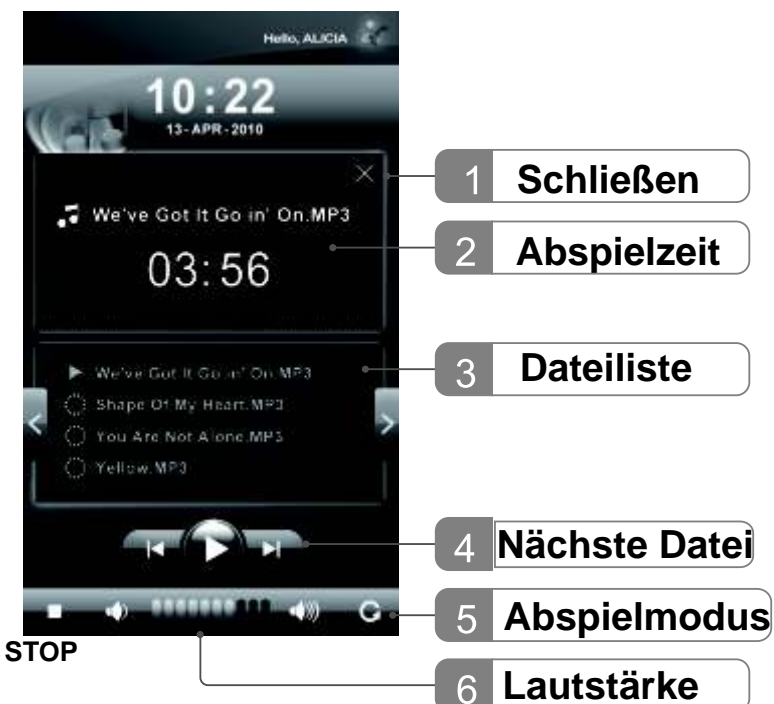 Hello, ALICIA
10:22
13-APR-2010
1 Schließen
We've Got It Go in' On.MP3
2 Abspielzeit
03:56
3 Dateiliste
We've Got It Go in' On.MP3
Shape Of My Heart.MP3
You Are Not Alone.MP3
Yellow.MP3
4 Nächste Datei
5 Abspielmodus
STOP
6 Lautstärke